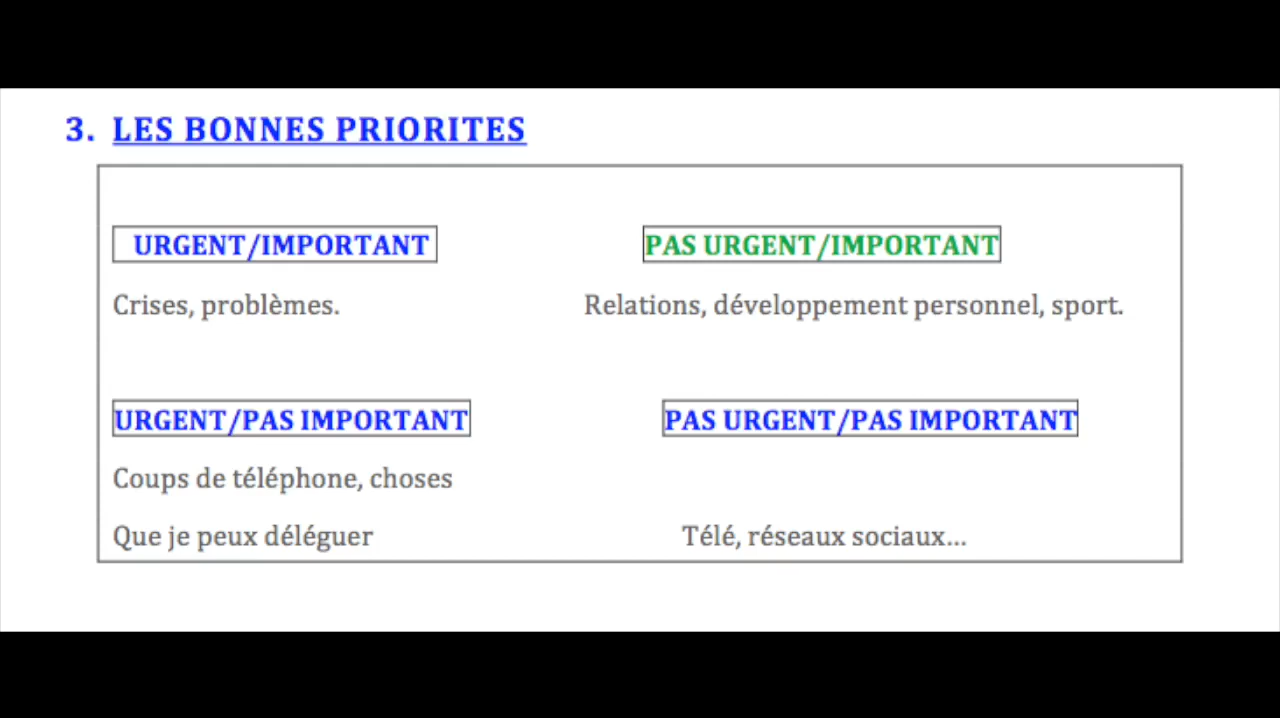 3. LES BONNES PRIORITES
URGENT/IMPORTANT PAS URGENT/IMPORTANT
Crises, problèmes. Relations, développement personnel, sport.
URGENT/PAS IMPORTANT PAS URGENT/PAS IMPORTANT
Coups de téléphone, choses
Que je peux déléguer Télé, réseaux sociaux...